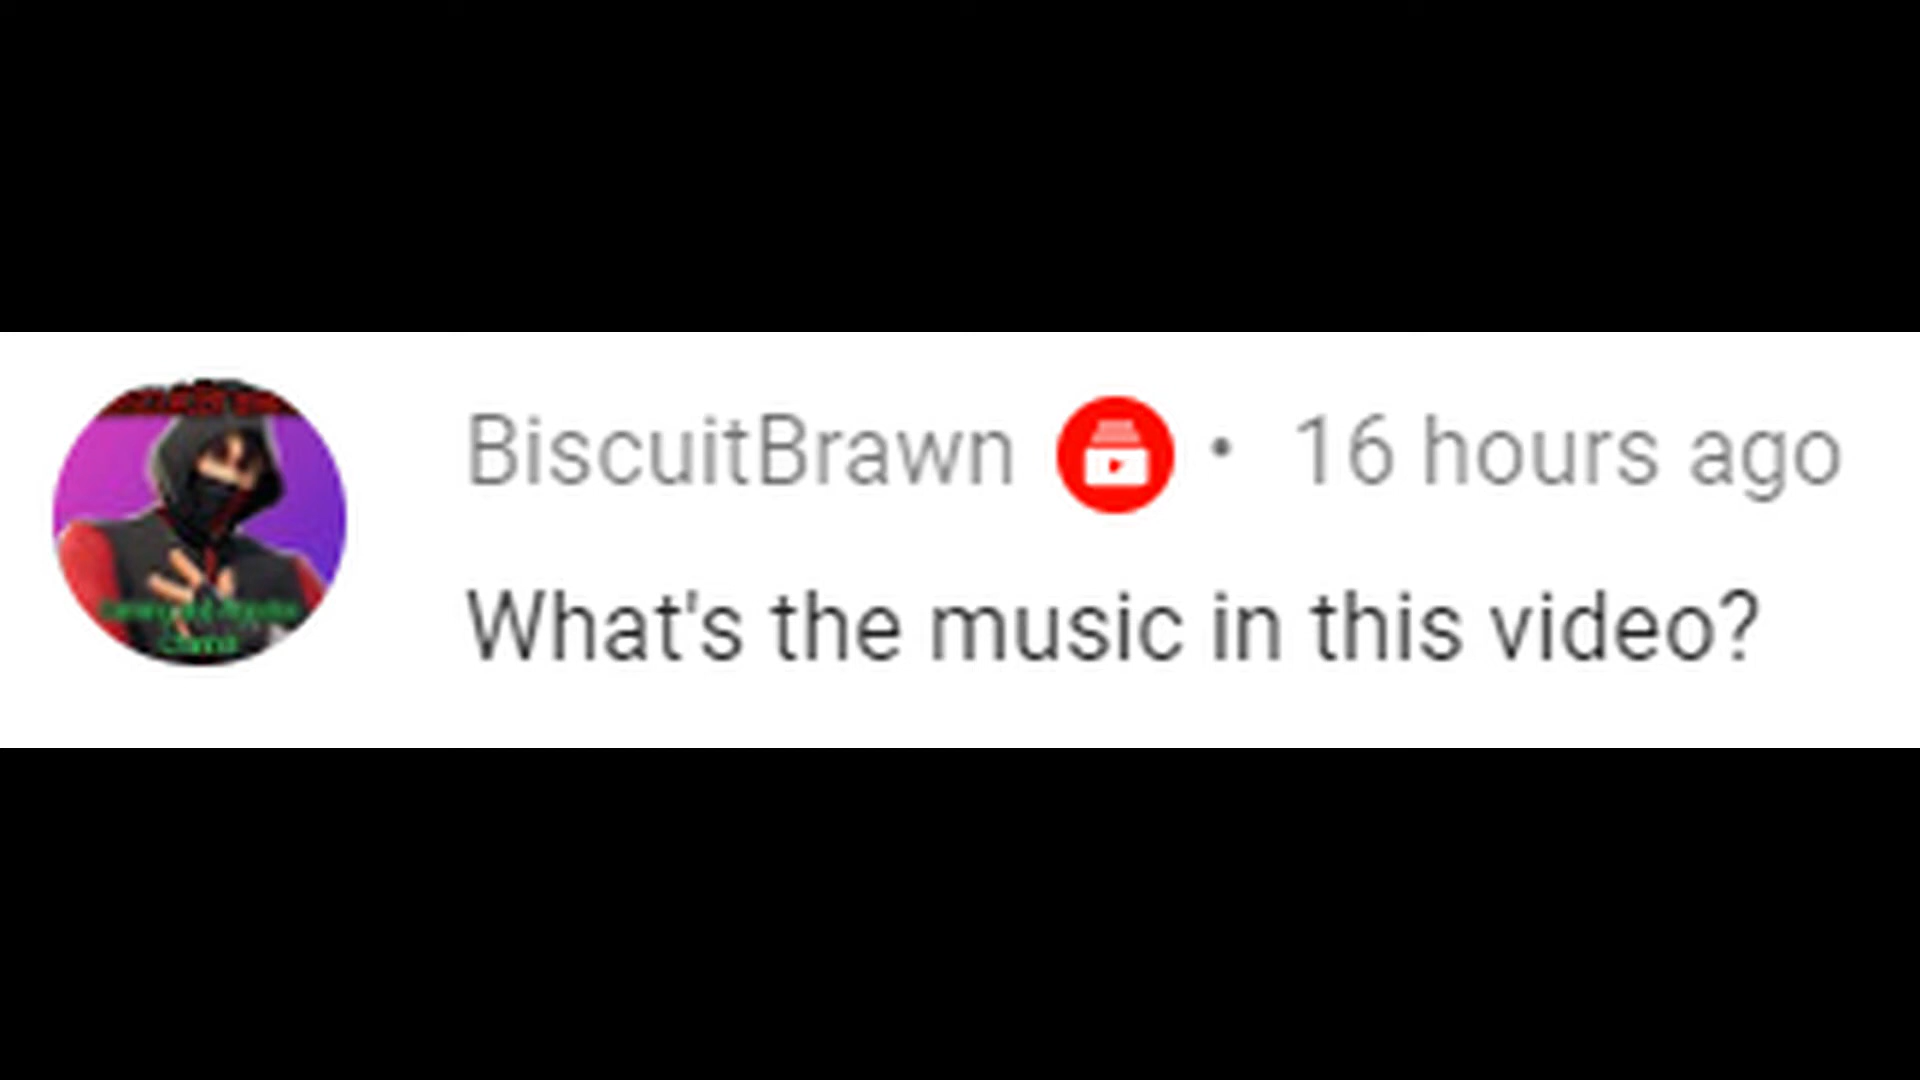 BiscuitBrawn • 16 hours ago
What's the music in this video?